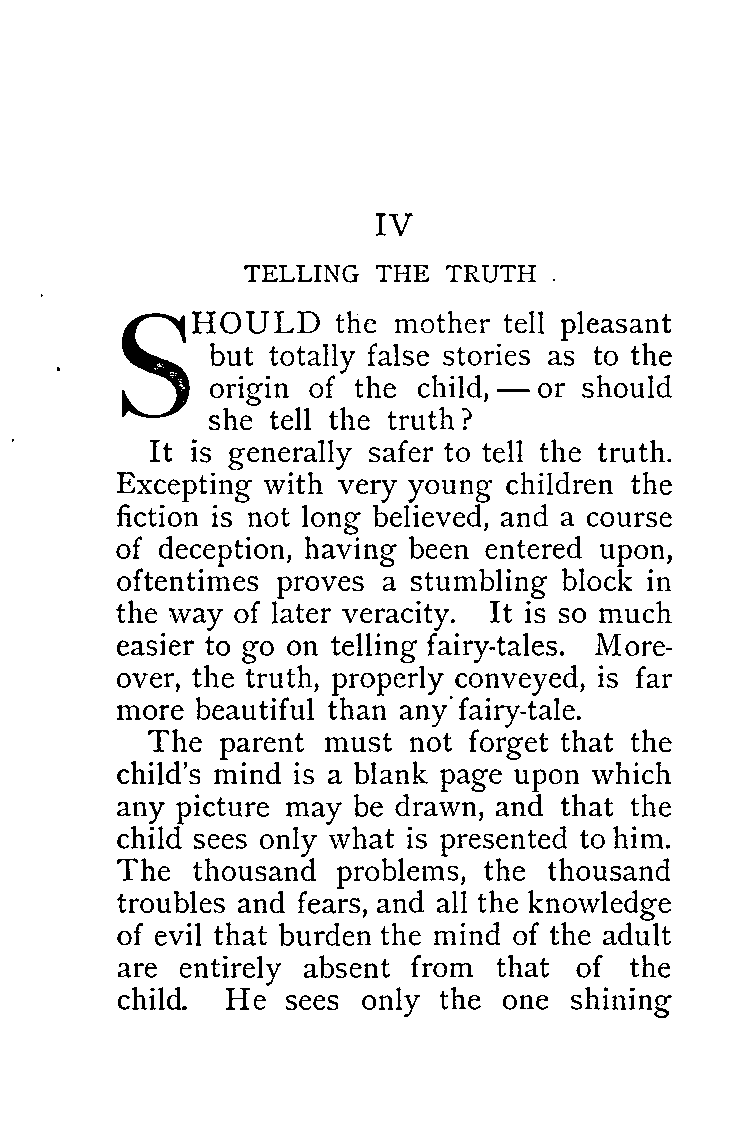 IV
TELLING THE TRUTH .
SHOULD the mother tell pleasant
but totally false stories as to the
origin of the child, — or should
she tell the truth?
It is generally safer to tell the truth.
Excepting with very young children the
fiction is not long believed, and a course
of deception, having been entered upon,
oftentimes proves a stumbling block in
the way of later veracity. It is so much
easier to go on telling fairy-tales. More-
over, the truth, properly conveyed, is far
more beautiful than any fairy-tale.
The parent must not forget that the
child's mind is a blank page upon which
any picture may be drawn, and that the
child sees only what is presented to him.
The thousand problems, the thousand
troubles and fears, and all the knowledge
of evil that burden the mind of the adult
are entirely absent from that of the
child. He sees only the one shining